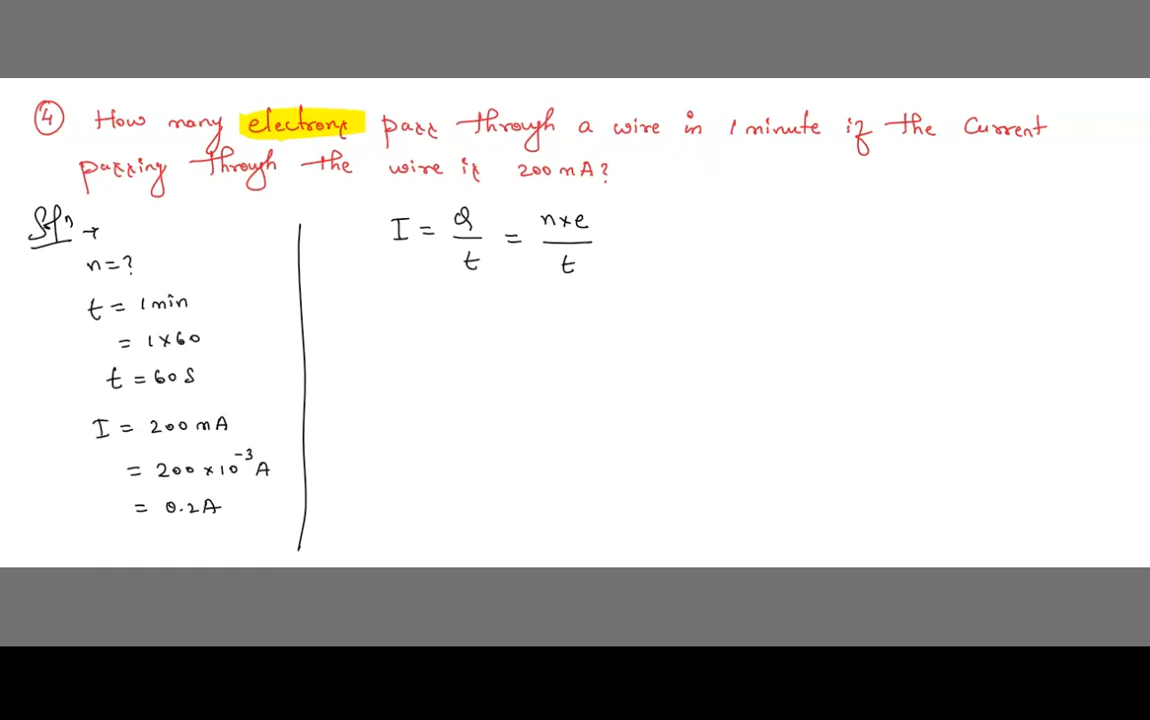 ④ How many electrons pass through a wire in 1 minute if the current
passing through the wire is 200 mA?
Solⁿ →
n = ?
t = 1 min
= 1 × 60
t = 60 S
I = 200 mA
= 200 × 10⁻³ A
= 0.2 A
I = Q/t = n×e/t